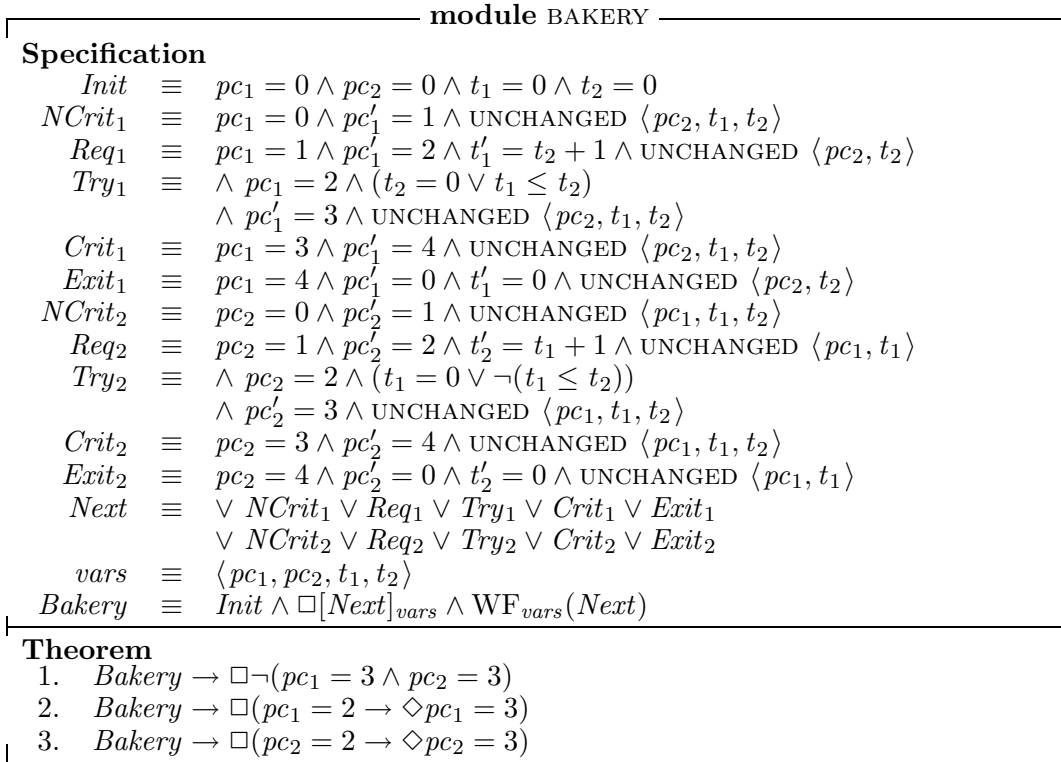 module BAKERY
Specification
Init ≡ pc₁ = 0 ∧ pc₂ = 0 ∧ t₁ = 0 ∧ t₂ = 0
NCrit₁ ≡ pc₁ = 0 ∧ pc′₁ = 1 ∧ UNCHANGED ⟨pc₂, t₁, t₂⟩
Req₁ ≡ pc₁ = 1 ∧ pc′₁ = 2 ∧ t′₁ = t₂ + 1 ∧ UNCHANGED ⟨pc₂, t₂⟩
Try₁ ≡ ∧ pc₁ = 2 ∧ (t₂ = 0 ∨ t₁ ≤ t₂)
∧ pc′₁ = 3 ∧ UNCHANGED ⟨pc₂, t₁, t₂⟩
Crit₁ ≡ pc₁ = 3 ∧ pc′₁ = 4 ∧ UNCHANGED ⟨pc₂, t₁, t₂⟩
Exit₁ ≡ pc₁ = 4 ∧ pc′₁ = 0 ∧ t′₁ = 0 ∧ UNCHANGED ⟨pc₂, t₂⟩
NCrit₂ ≡ pc₂ = 0 ∧ pc′₂ = 1 ∧ UNCHANGED ⟨pc₁, t₁, t₂⟩
Req₂ ≡ pc₂ = 1 ∧ pc′₂ = 2 ∧ t′₂ = t₁ + 1 ∧ UNCHANGED ⟨pc₁, t₁⟩
Try₂ ≡ ∧ pc₂ = 2 ∧ (t₁ = 0 ∨ ¬(t₁ ≤ t₂))
∧ pc′₂ = 3 ∧ UNCHANGED ⟨pc₁, t₁, t₂⟩
Crit₂ ≡ pc₂ = 3 ∧ pc′₂ = 4 ∧ UNCHANGED ⟨pc₁, t₁, t₂⟩
Exit₂ ≡ pc₂ = 4 ∧ pc′₂ = 0 ∧ t′₂ = 0 ∧ UNCHANGED ⟨pc₁, t₁⟩
Next ≡ ∨ NCrit₁ ∨ Req₁ ∨ Try₁ ∨ Crit₁ ∨ Exit₁
∨ NCrit₂ ∨ Req₂ ∨ Try₂ ∨ Crit₂ ∨ Exit₂
vars ≡ ⟨pc₁, pc₂, t₁, t₂⟩
Bakery ≡ Init ∧ □[Next]_vars ∧ WF_vars(Next)
Theorem
1. Bakery → □¬(pc₁ = 3 ∧ pc₂ = 3)
2. Bakery → □(pc₁ = 2 → ◇pc₁ = 3)
3. Bakery → □(pc₂ = 2 → ◇pc₂ = 3)